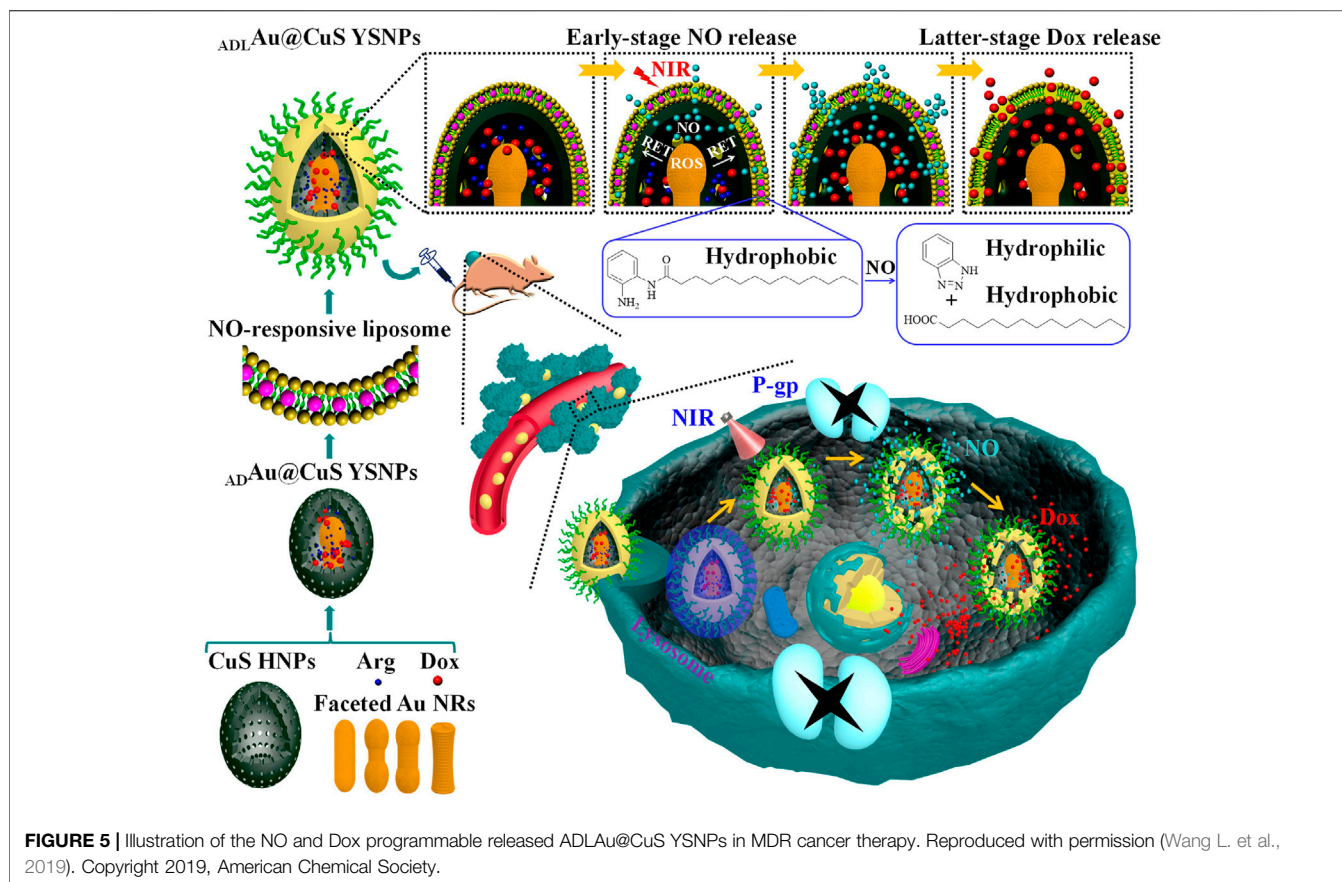 ADLAu@CuS YSNPs
Early-stage NO release
Latter-stage Dox release
NIR
NO
RET
ROS
RET
Hydrophobic
O
N
H
NH2
NO
Hydrophilic
NH
N=N
+
Hydrophobic
HOOC
NO-responsive liposome
ADAu@CuS YSNPs
CuS HNPs
Arg
Dox
Faceted Au NRs
P-gp
NIR
NO
Dox
Lysosome
FIGURE 5 | Illustration of the NO and Dox programmable released ADLAu@CuS YSNPs in MDR cancer therapy. Reproduced with permission (Wang L. et al.,
2019). Copyright 2019, American Chemical Society.